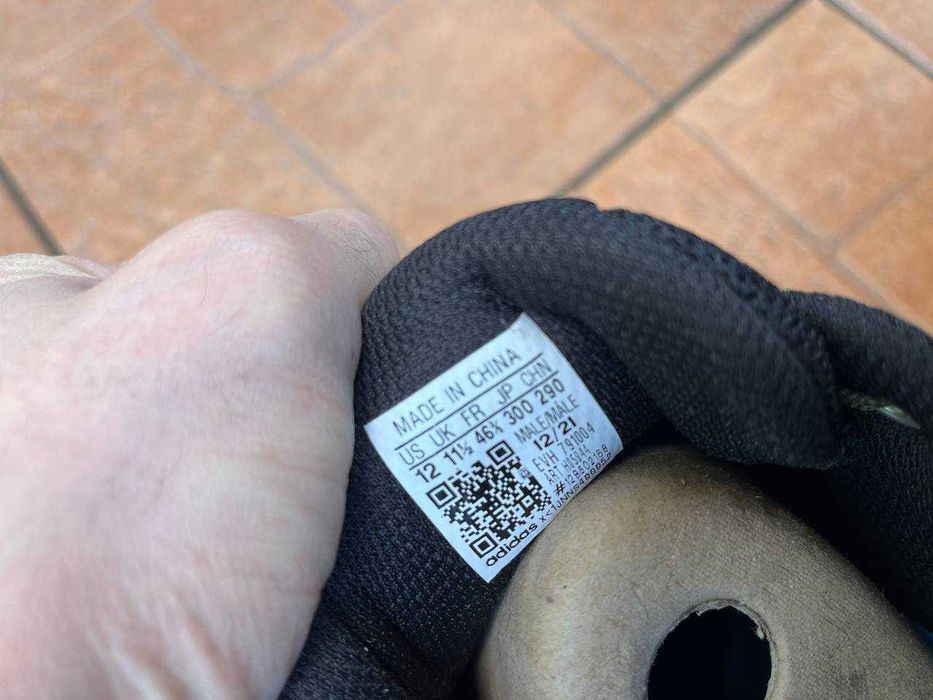 MADE IN CHINA
US UK FR JP CHN
12 11½ 46⅔ 300 290
MALE/MALE
12/21
EVH 791004
ART
adidas